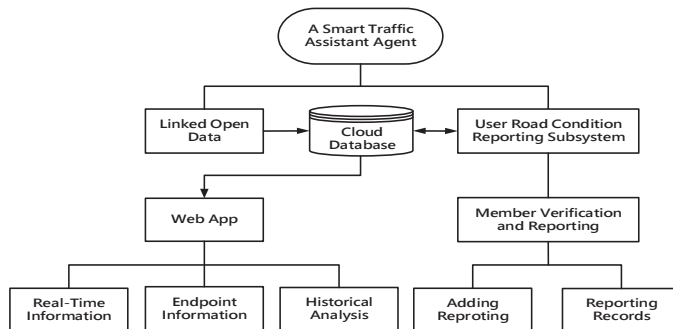 A Smart Traffic
Assistant Agent
Linked Open
Data
Cloud
Database
User Road Condition
Reporting Subsystem
Web App
Member Verification
and Reporting
Real-Time
Information
Endpoint
Information
Historical
Analysis
Adding
Reproting
Reporting
Records